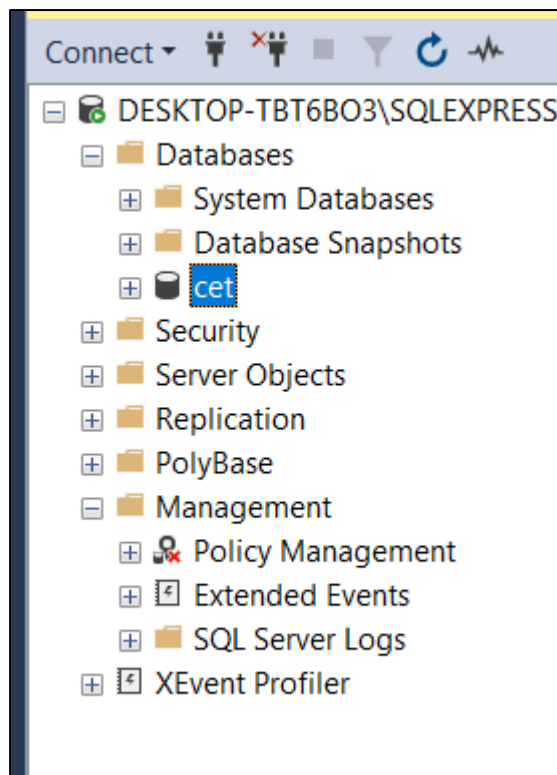 Connect
DESKTOP-TBT6BO3\SQLEXPRESS
Databases
System Databases
Database Snapshots
cet
Security
Server Objects
Replication
PolyBase
Management
Policy Management
Extended Events
SQL Server Logs
XEvent Profiler